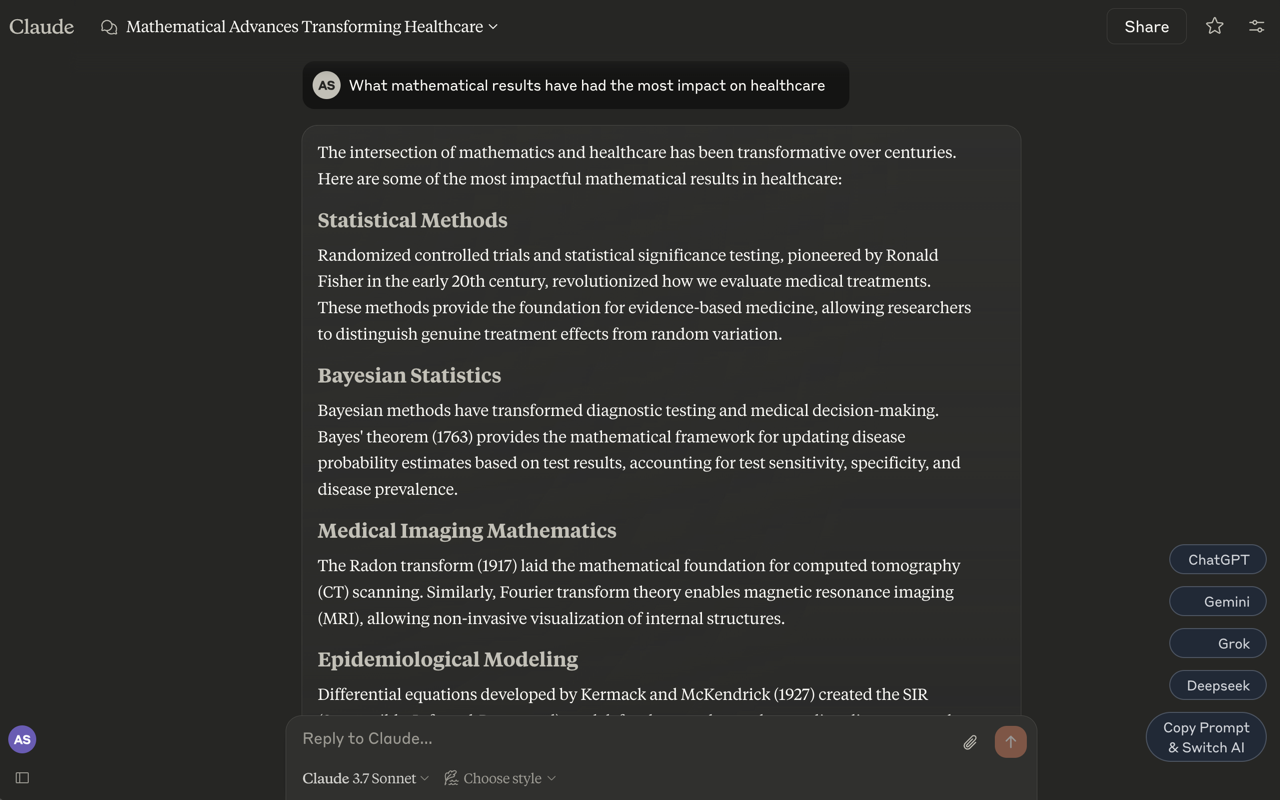 Claude
Mathematical Advances Transforming Healthcare
Share
AS
What mathematical results have had the most impact on healthcare
The intersection of mathematics and healthcare has been transformative over centuries.
Here are some of the most impactful mathematical results in healthcare:
Statistical Methods
Randomized controlled trials and statistical significance testing, pioneered by Ronald
Fisher in the early 20th century, revolutionized how we evaluate medical treatments.
These methods provide the foundation for evidence-based medicine, allowing researchers
to distinguish genuine treatment effects from random variation.
Bayesian Statistics
Bayesian methods have transformed diagnostic testing and medical decision-making.
Bayes' theorem (1763) provides the mathematical framework for updating disease
probability estimates based on test results, accounting for test sensitivity, specificity, and
disease prevalence.
Medical Imaging Mathematics
The Radon transform (1917) laid the mathematical foundation for computed tomography
(CT) scanning. Similarly, Fourier transform theory enables magnetic resonance imaging
(MRI), allowing non-invasive visualization of internal structures.
Epidemiological Modeling
Differential equations developed by Kermack and McKendrick (1927) created the SIR
Reply to Claude...
Claude 3.7 Sonnet
Choose style
AS
ChatGPT
Gemini
Grok
Deepseek
Copy Prompt
& Switch AI